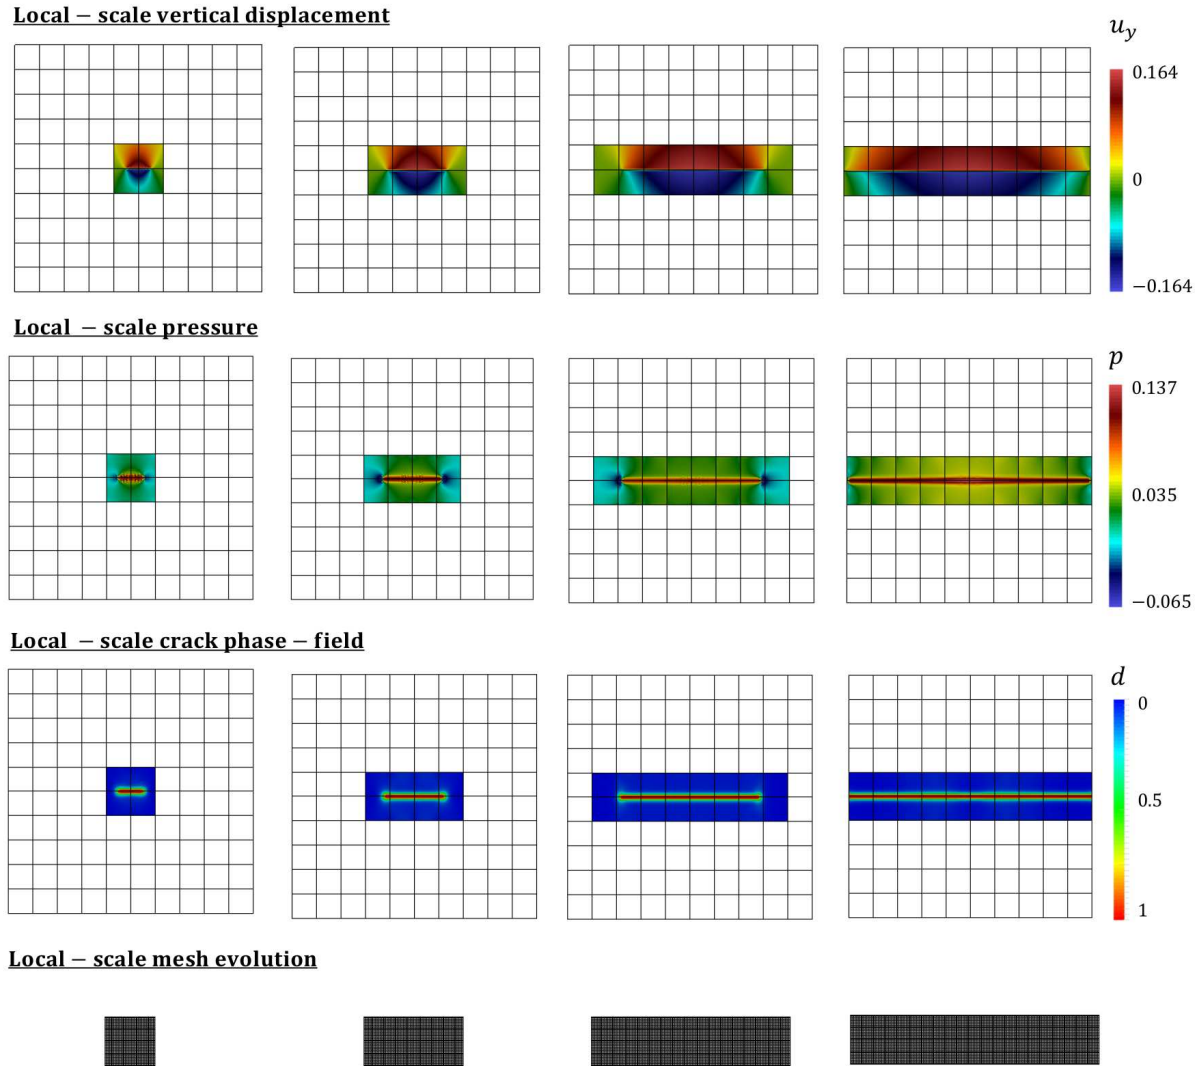 Local − scale vertical displacement
u_y
0.164
0
−0.164
Local − scale pressure
p
0.137
0.035
−0.065
Local − scale crack phase − field
d
0
0.5
1
Local − scale mesh evolution